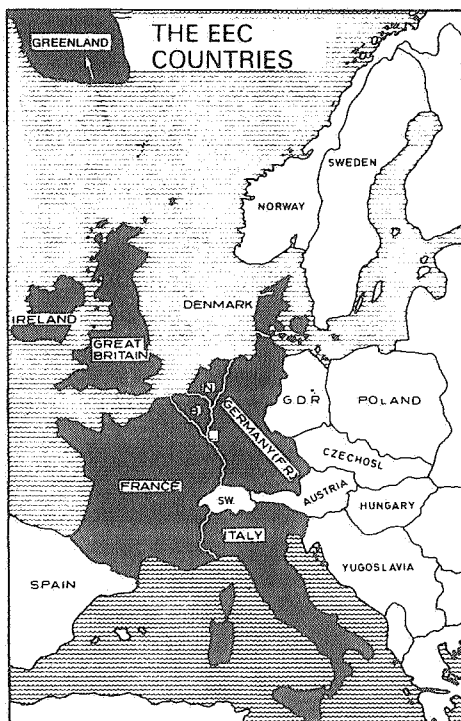 GREENLAND
THE EEC
COUNTRIES
SWEDEN
NORWAY
DENMARK
IRELAND
GREAT
BRITAIN
N
B
GERMANY(F.R.)
G.D.R
POLAND
CZECHOSL
FRANCE
SW.
AUSTRIA
HUNGARY
ITALY
YUGOSLAVIA
SPAIN